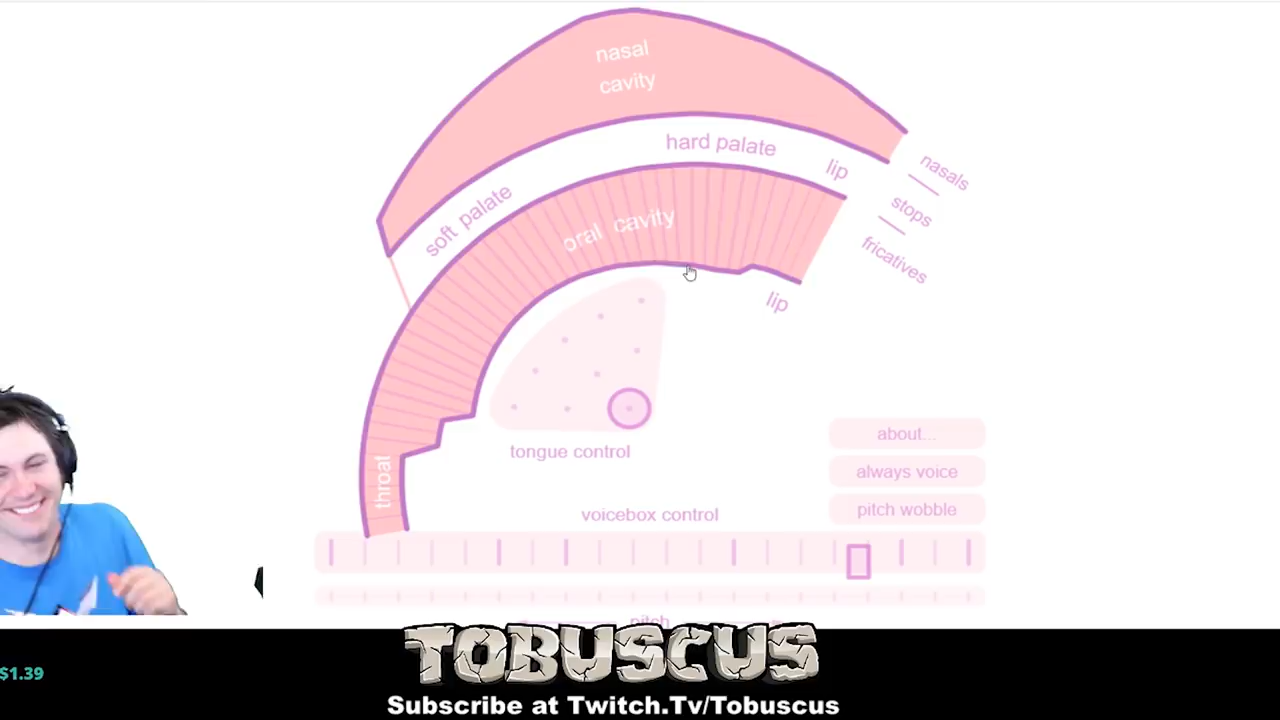 nasal
cavity
hard palate
lip
nasals
stops
fricatives
soft palate
oral cavity
lip
throat
tongue control
about...
always voice
pitch wobble
voicebox control
pitch
TOBUSCUS
$1.39
Subscribe at Twitch.Tv/Tobuscus